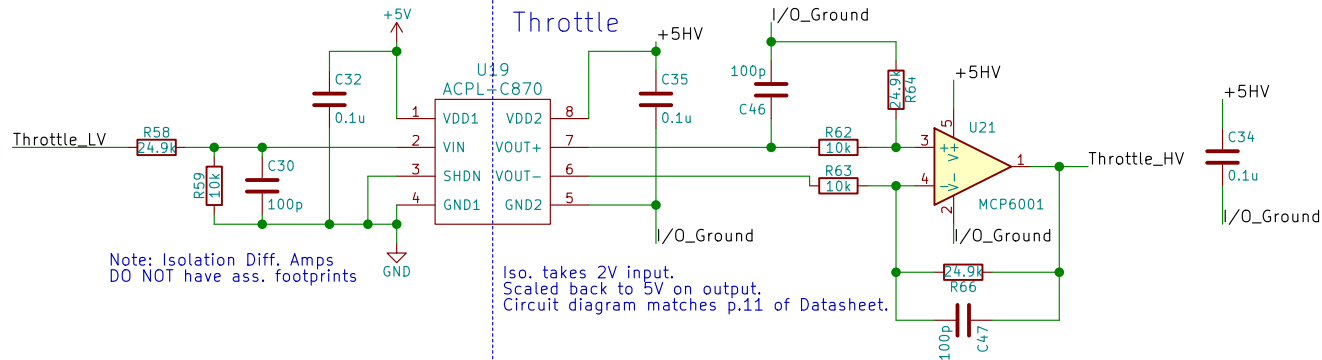 Throttle
I/O_Ground
+5V
+5HV
U19
ACPL-C870
C32
0.1u
C35
0.1u
100p
C46
24.9k
R64
+5HV
U21
+5HV
C34
0.1u
I/O_Ground
Throttle_LV
R58
24.9k
R59
10k
C30
100p
1
2
3
4
VDD1
VIN
SHDN
GND1
VDD2
VOUT+
VOUT-
GND2
8
7
6
5
R62
10k
R63
10k
3
4
5
2
1
+
V+
-
V-
MCP6001
Throttle_HV
I/O_Ground
I/O_Ground
GND
24.9k
R66
100p
C47
Note: Isolation Diff. Amps
DO NOT have ass. footprints
Iso. takes 2V input.
Scaled back to 5V on output.
Circuit diagram matches p.11 of Datasheet.